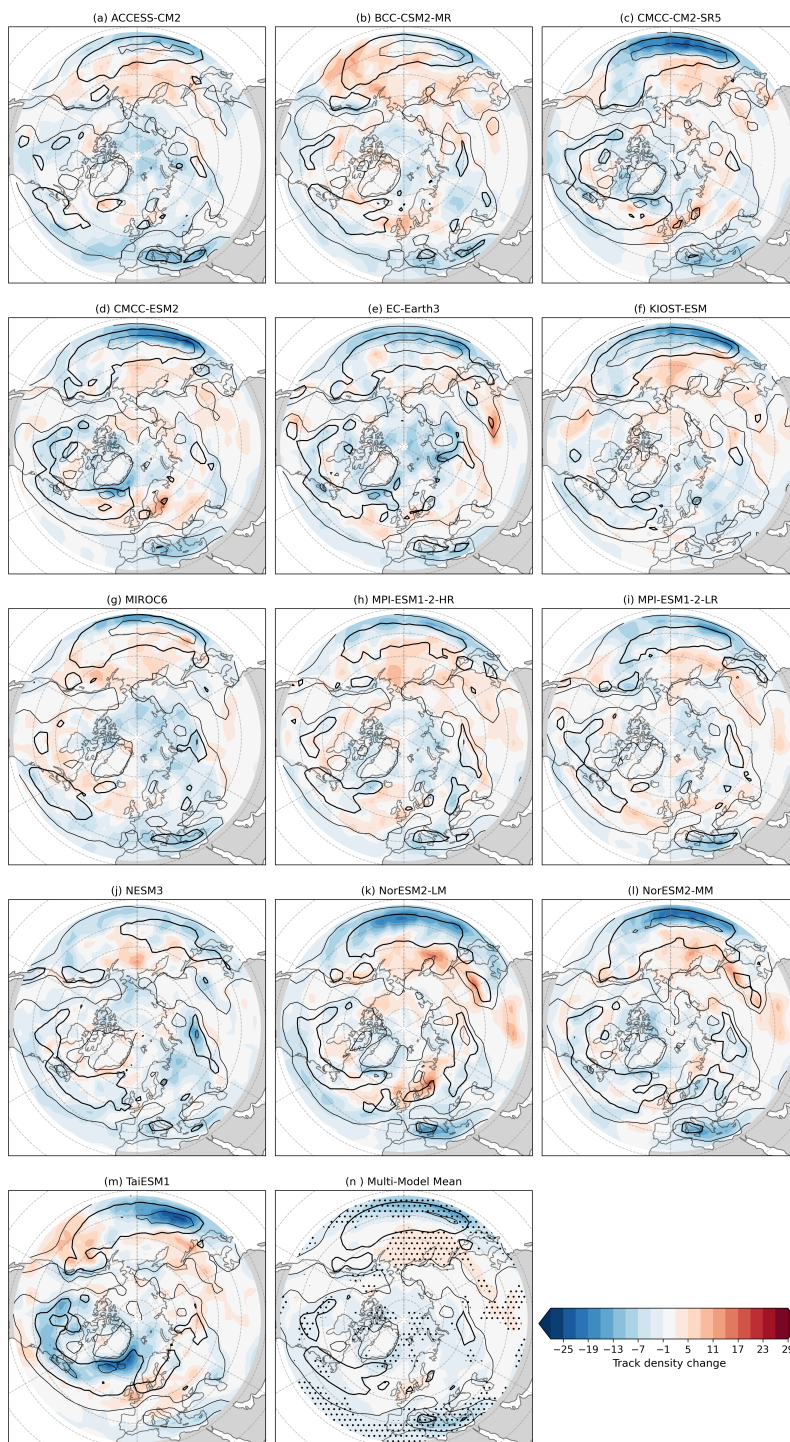 (a) ACCESS-CM2
(b) BCC-CSM2-MR
(c) CMCC-CM2-SR5
(d) CMCC-ESM2
(e) EC-Earth3
(f) KIOST-ESM
(g) MIROC6
(h) MPI-ESM1-2-HR
(i) MPI-ESM1-2-LR
(j) NESM3
(k) NorESM2-LM
(l) NorESM2-MM
(m) TaiESM1
(n ) Multi-Model Mean
−25 −19 −13 −7 −1 5 11 17 23 29
Track density change